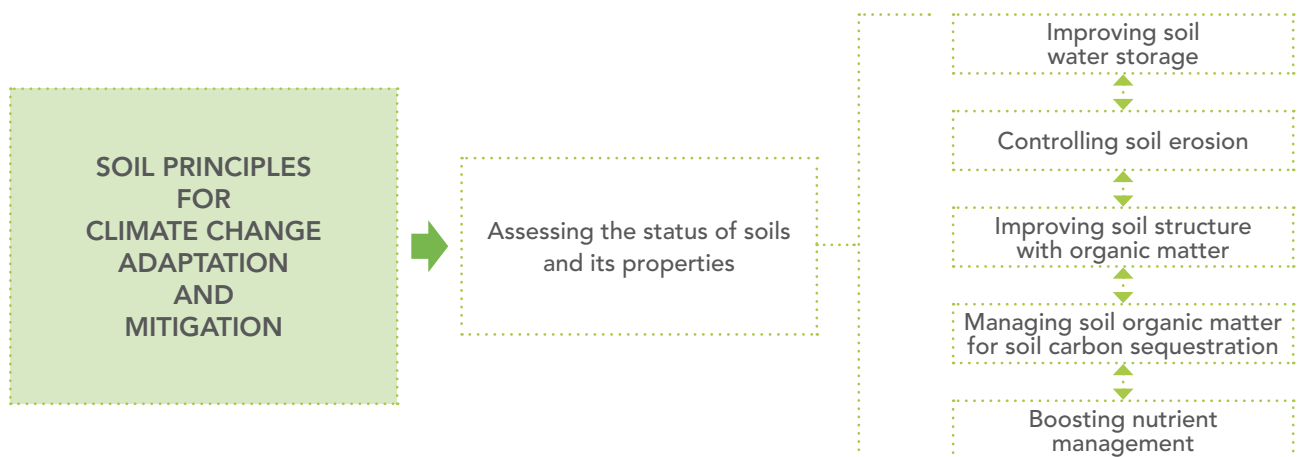 SOIL PRINCIPLES
FOR
CLIMATE CHANGE
ADAPTATION
AND
MITIGATION
Assessing the status of soils
and its properties
Improving soil
water storage
Controlling soil erosion
Improving soil structure
with organic matter
Managing soil organic matter
for soil carbon sequestration
Boosting nutrient
management